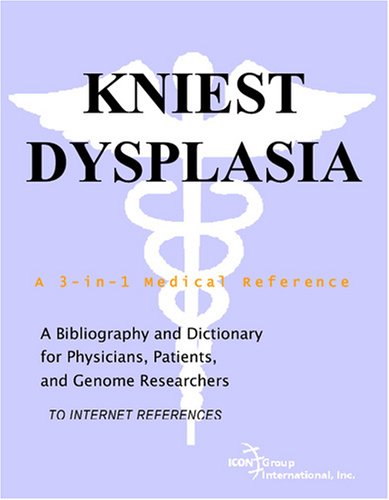 KNIEST
DYSPLASIA
A 3-in-1 Medical Reference
A Bibliography and Dictionary
for Physicians, Patients,
and Genome Researchers
TO INTERNET REFERENCES
ICON Group
International, Inc.